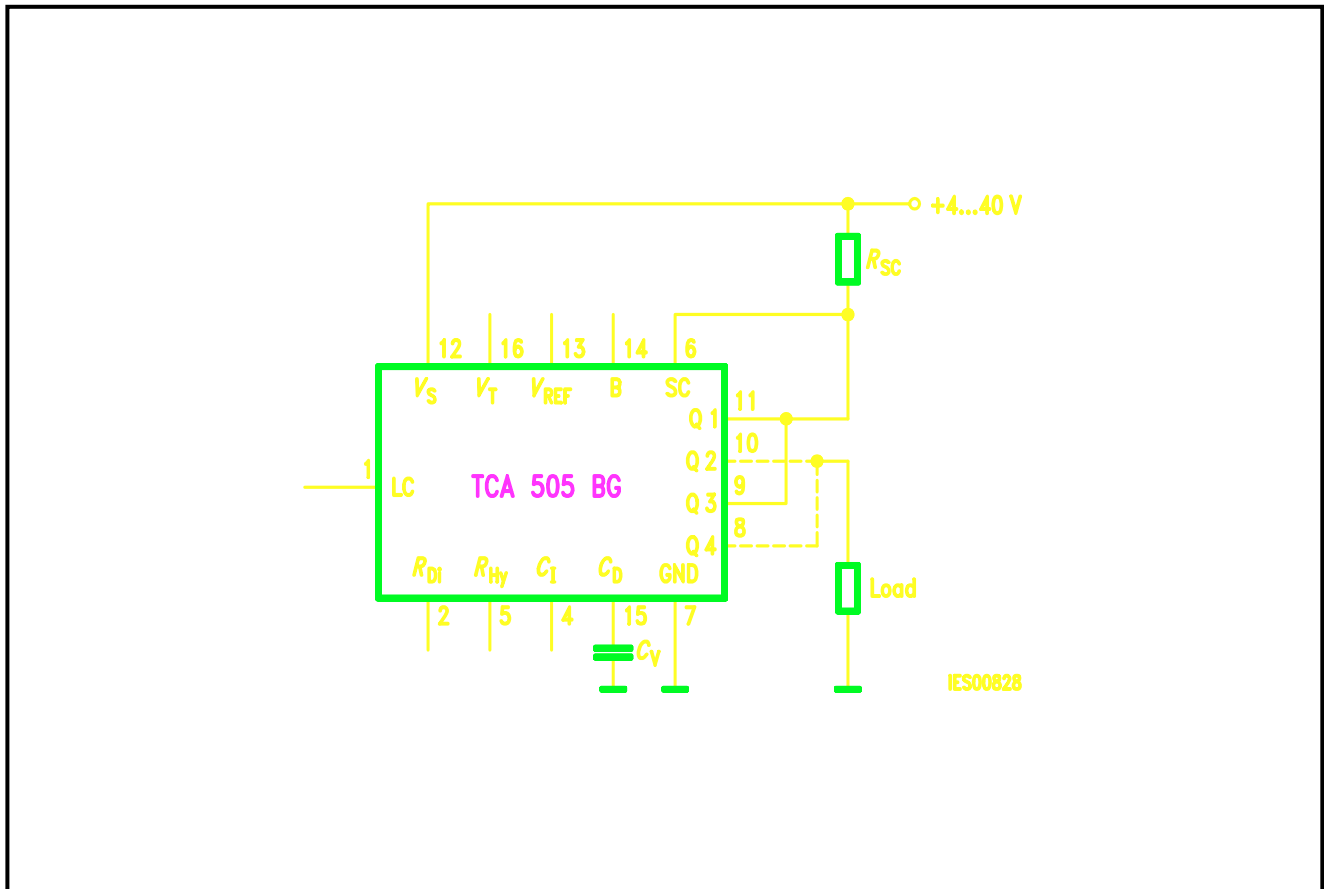 +4...40 V
RSC
12 16 13 14 6
VS VT VREF B SC
11
Q 1
10
Q 2
1
LC
TCA 505 BG
9
Q 3
8
Q 4
RDI RHy CI CD GND
Load
2 5 4 15 7
CV
IES00828